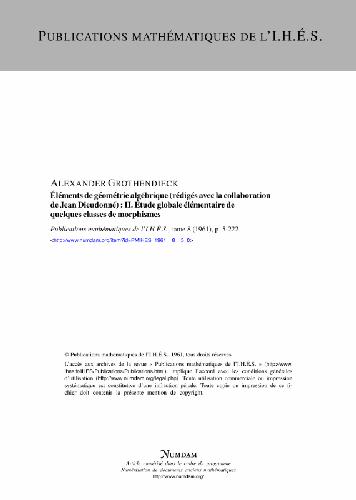 PUBLICATIONS MATHÉMATIQUES DE L'I.H.É.S.
ALEXANDER GROTHENDIECK
Éléments de géométrie algébrique (rédigés avec la collaboration
de Jean Dieudonné) : II. Étude globale élémentaire de
quelques classes de morphismes
Publications mathématiques de l'I.H.É.S., tome 8 (1961), p. 5-222
<http://www.numdam.org/item?id=PMIHES_1961__8__5_0>
© Publications mathématiques de l'I.H.É.S., 1961, tous droits réservés.
L'accès aux archives de la revue « Publications mathématiques de l'I.H.É.S. » (http://www.
ihes.fr/IHES/Publications/Publications.html) implique l'accord avec les conditions générales
d'utilisation (http://www.numdam.org/legal.php). Toute utilisation commerciale ou impression
systématique est constitutive d'une infraction pénale. Toute copie ou impression de ce fi-
chier doit contenir la présente mention de copyright.
NUMDAM
Article numérisé dans le cadre du programme
Numérisation de documents anciens mathématiques
http://www.numdam.org/